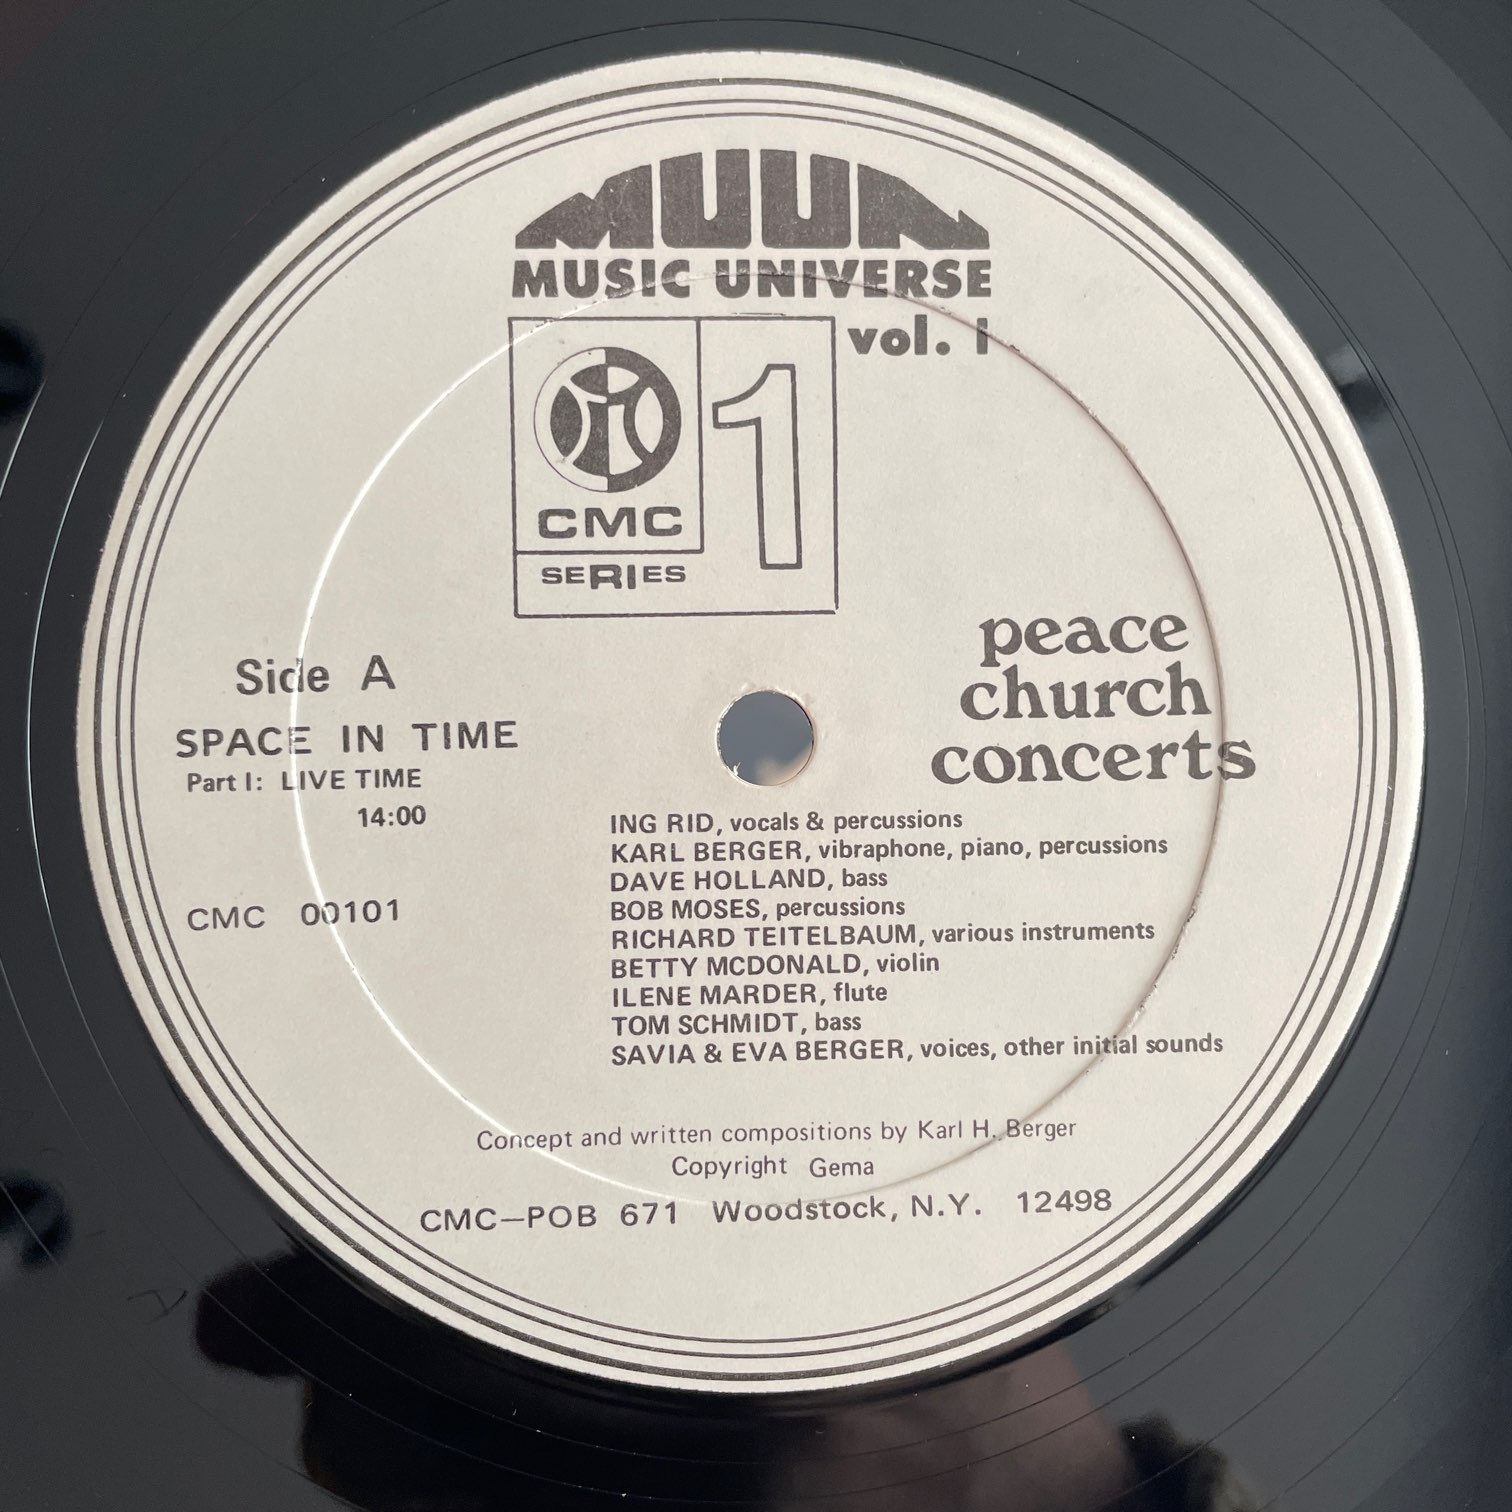 MUUN
MUSIC UNIVERSE
vol. I
CMC
SERIES
1
peace
church
concerts
Side A
SPACE IN TIME
Part I: LIVE TIME
14:00
CMC 00101
ING RID, vocals & percussions
KARL BERGER, vibraphone, piano, percussions
DAVE HOLLAND, bass
BOB MOSES, percussions
RICHARD TEITELBAUM, various instruments
BETTY MCDONALD, violin
ILENE MARDER, flute
TOM SCHMIDT, bass
SAVIA & EVA BERGER, voices, other initial sounds
Concept and written compositions by Karl H. Berger
Copyright Gema
CMC—POB 671 Woodstock, N.Y. 12498